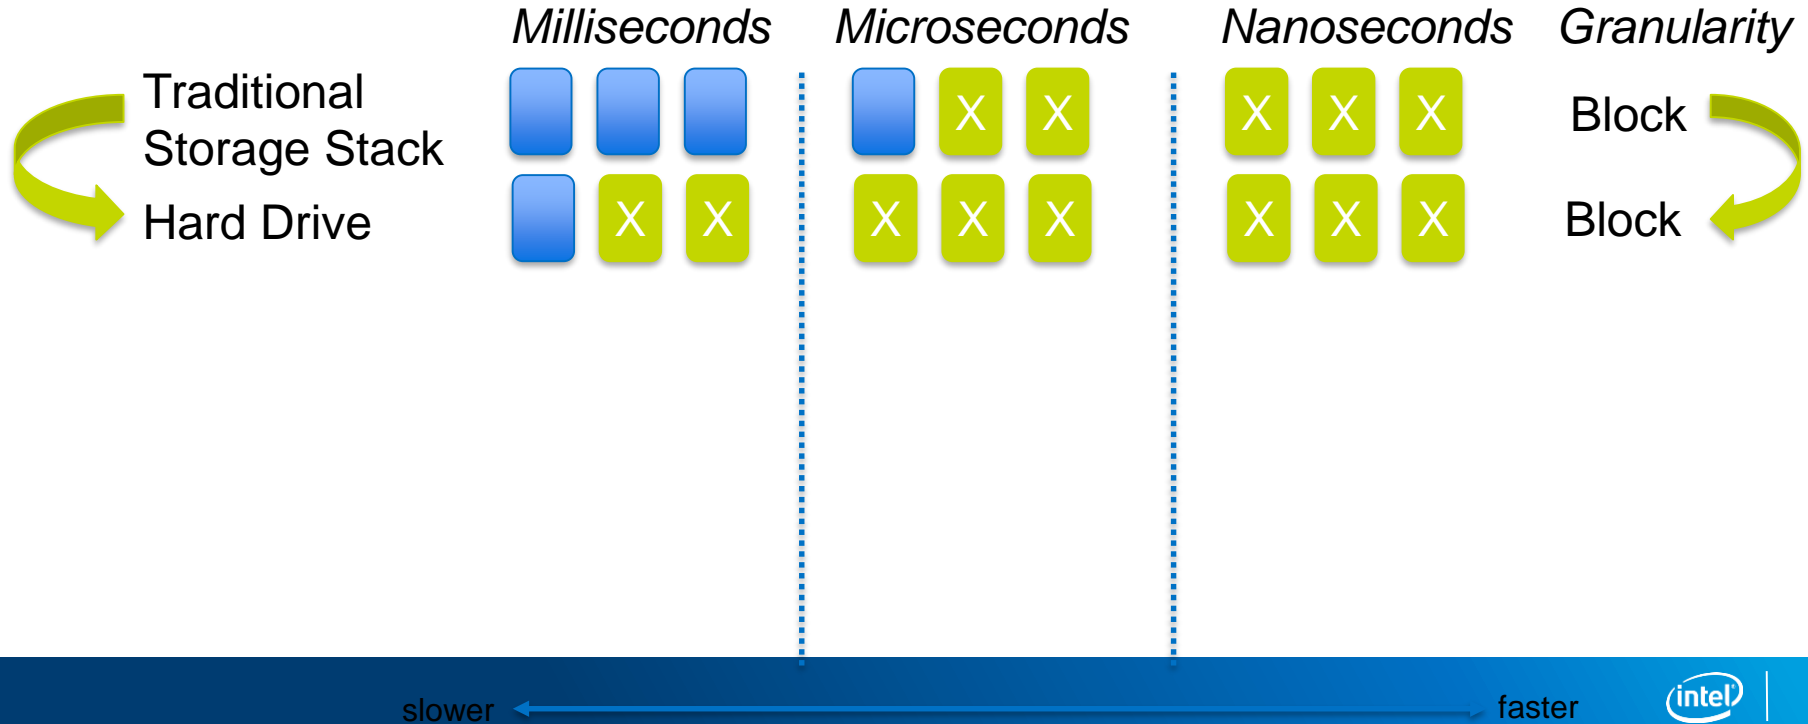 Milliseconds Microseconds Nanoseconds Granularity
Traditional
Storage Stack
X X X X X Block
Hard Drive X X X X X X X X Block
slower faster
intel